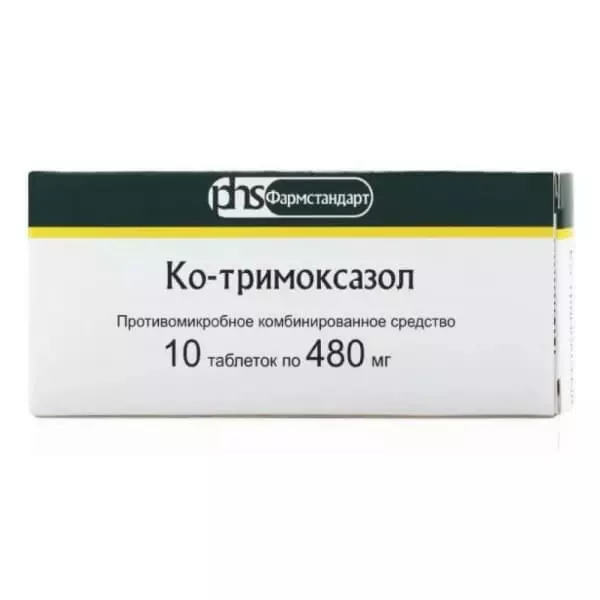 phs Фармстандарт
Ко-тримоксазол
Противомикробное комбинированное средство
10 таблеток по 480 мг